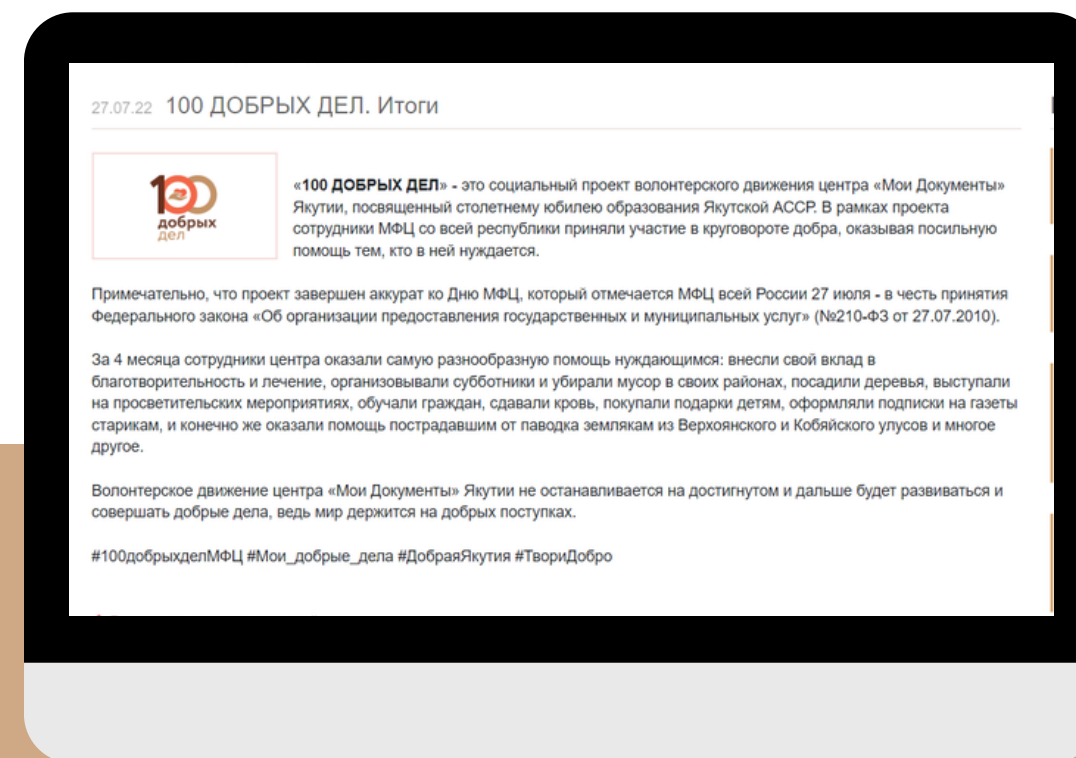 27.07.22 100 ДОБРЫХ ДЕЛ. Итоги
100
добрых
дел
«100 ДОБРЫХ ДЕЛ» - это социальный проект волонтерского движения центра «Мои Документы»
Якутии, посвященный столетнему юбилею образования Якутской АССР. В рамках проекта
сотрудники МФЦ со всей республики приняли участие в круговороте добра, оказывая посильную
помощь тем, кто в ней нуждается.
Примечательно, что проект завершен аккурат ко Дню МФЦ, который отмечается МФЦ всей России 27 июля - в честь принятия
Федерального закона «Об организации предоставления государственных и муниципальных услуг» (№210-ФЗ от 27.07.2010).
За 4 месяца сотрудники центра оказали самую разнообразную помощь нуждающимся: внесли свой вклад в
благотворительность и лечение, организовывали субботники и убирали мусор в своих районах, посадили деревья, выступали
на просветительских мероприятиях, обучали граждан, сдавали кровь, покупали подарки детям, оформляли подписки на газеты
старикам, и конечно же оказали помощь пострадавшим от паводка землякам из Верхоянского и Кобяйского улусов и многое
другое.
Волонтерское движение центра «Мои Документы» Якутии не останавливается на достигнутом и дальше будет развиваться и
совершать добрые дела, ведь мир держится на добрых поступках.
#100добрыхделМФЦ #Мои_добрые_дела #ДобраяЯкутия #ТвориДобро